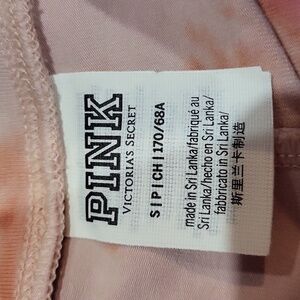 PINK
VICTORIA'S SECRET
S | P | CH | 170/68A
made in Sri Lanka/fabriqué au
Sri Lanka/hecho en Sri Lanka/
fabbricato in Sri Lanka/
斯里兰卡制造